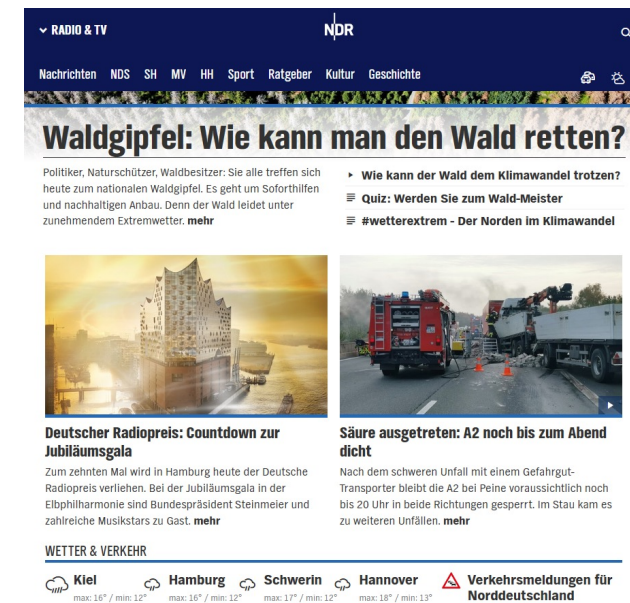 RADIO & TV
NDR
Nachrichten NDS SH MV HH Sport Ratgeber Kultur Geschichte
Waldgipfel: Wie kann man den Wald retten?
Politiker, Naturschützer, Waldbesitzer: Sie alle treffen sich
heute zum nationalen Waldgipfel. Es geht um Soforthilfen
und nachhaltigen Anbau. Denn der Wald leidet unter
zunehmendem Extremwetter. mehr
Wie kann der Wald dem Klimawandel trotzen?
Quiz: Werden Sie zum Wald-Meister
#wetterextrem - Der Norden im Klimawandel
Deutscher Radiopreis: Countdown zur
Jubiläumsgala
Zum zehnten Mal wird in Hamburg heute der Deutsche
Radiopreis verliehen. Bei der Jubiläumsgala in der
Elbphilharmonie sind Bundespräsident Steinmeier und
zahlreiche Musikstars zu Gast. mehr
Säure ausgetreten: A2 noch bis zum Abend
dicht
Nach dem schweren Unfall mit einem Gefahrgut-
Transporter bleibt die A2 bei Peine voraussichtlich noch
bis 20 Uhr in beide Richtungen gesperrt. Im Stau kam es
zu weiteren Unfällen. mehr
WETTER & VERKEHR
Kiel
max: 16° / min: 12°
Hamburg
max: 16° / min: 12°
Schwerin
max: 17° / min: 12°
Hannover
max: 18° / min: 13°
Verkehrsmeldungen für
Norddeutschland